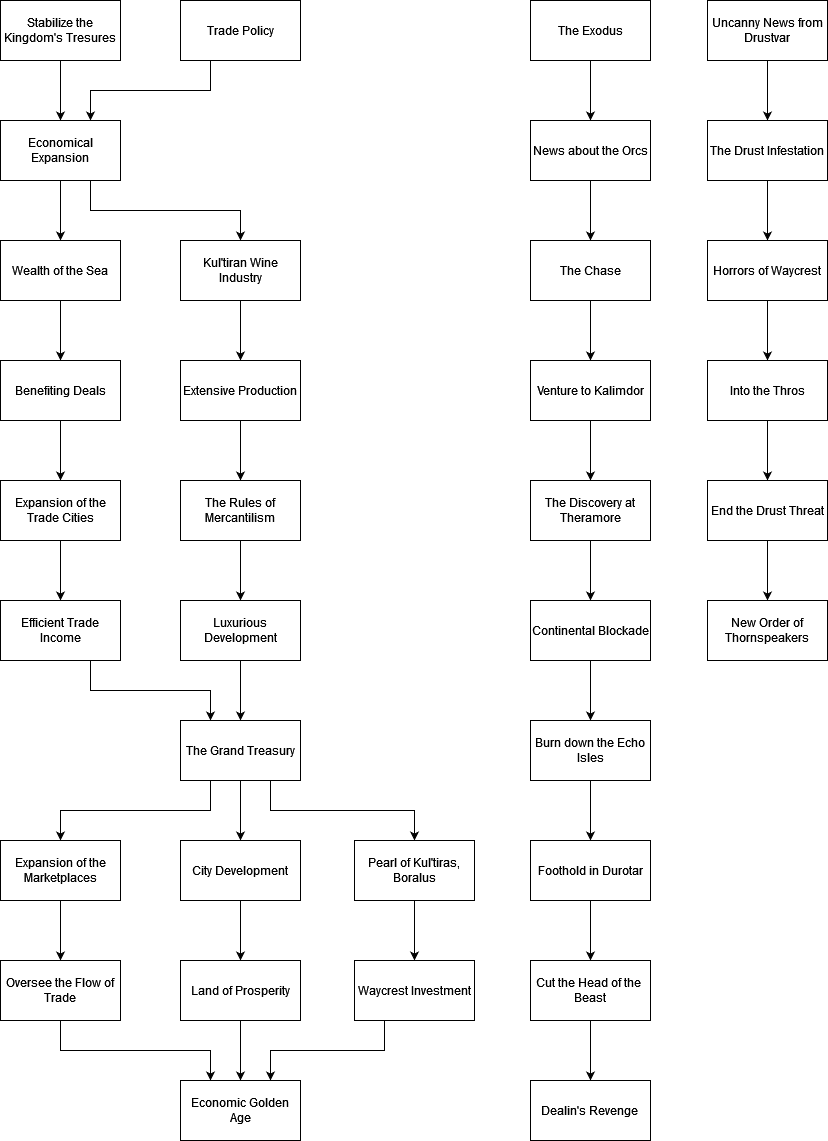 Stabilize the
Kingdom's Tresures
Trade Policy
The Exodus
Uncanny News from
Drustvar
Economical
Expansion
News about the Orcs
The Drust Infestation
Wealth of the Sea
Kul'tiran Wine
Industry
The Chase
Horrors of Waycrest
Benefiting Deals
Extensive Production
Venture to Kalimdor
Into the Thros
Expansion of the
Trade Cities
The Rules of
Mercantilism
The Discovery at
Theramore
End the Drust Threat
Efficient Trade
Income
Luxurious
Development
Continental Blockade
New Order of
Thornspeakers
The Grand Treasury
Burn down the Echo
Isles
Expansion of the
Marketplaces
City Development
Pearl of Kul'tiras,
Boralus
Foothold in Durotar
Oversee the Flow of
Trade
Land of Prosperity
Waycrest Investment
Cut the Head of the
Beast
Economic Golden
Age
Dealin's Revenge